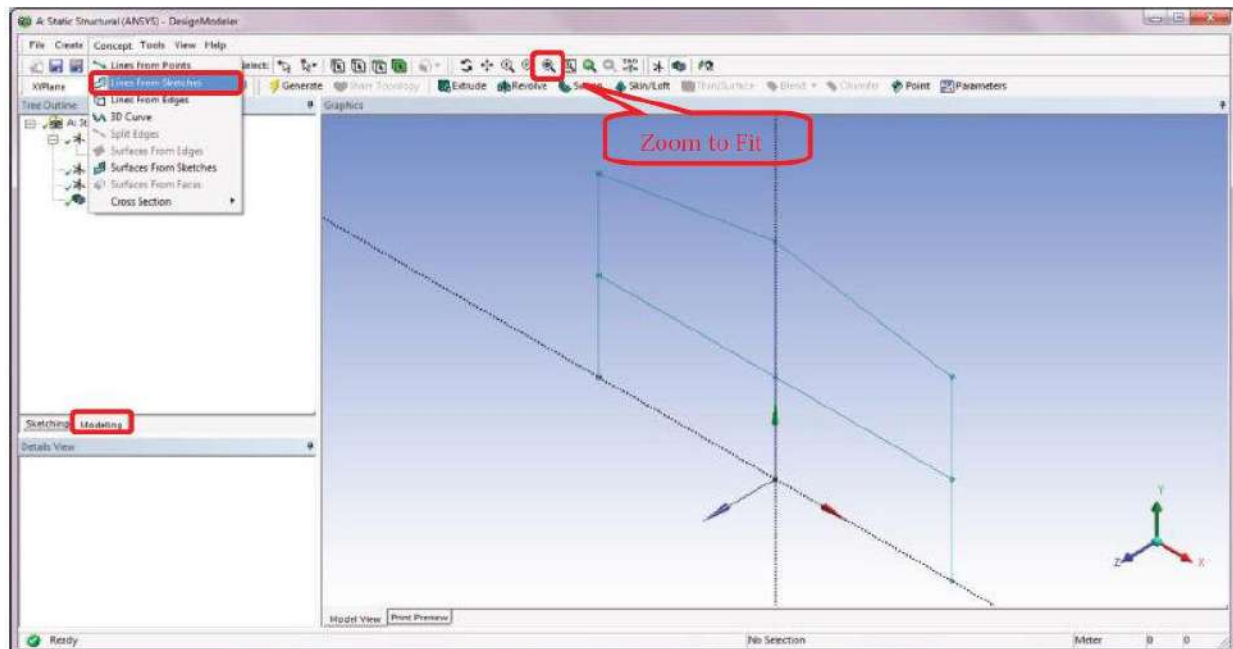 A: Static Structural (ANSYS) - DesignModeler
File Create Concept Tools View Help
Lines From Points
XYPlane
Lines From Sketches
Generate Share Topology Extrude Revolve Sweep Skin/Loft Thin/Surface Blend Chamfer Point Parameters
Tree Outline
Graphics
Lines From Edges
3D Curve
Split Edges
Surfaces From Edges
Surfaces From Sketches
Surfaces From Faces
Cross Section
Zoom to Fit
Sketching Modeling
Details View
Y
Z
X
Model View Print Preview
Ready
No Selection
Meter
0
0